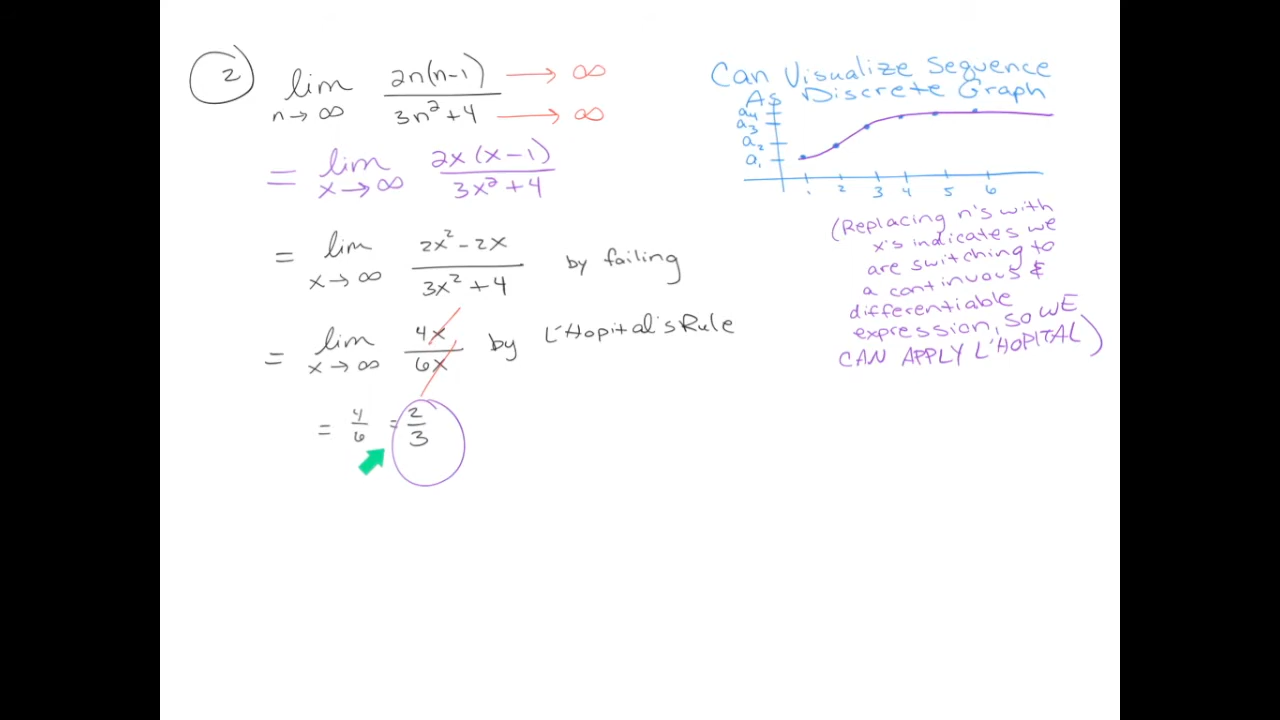 2
lim n→∞ 2n(n-1) / 3n² + 4 → ∞ → ∞
= lim x→∞ 2x(x-1) / 3x² + 4
= lim x→∞ 2x² - 2x / 3x² + 4 by failing
= lim x→∞ 4x / 6x by L'Hopital's Rule
= 4/6 = 2/3
Can Visualize Sequence
As Discrete Graph
a₄
a₃
a₂
a₁
1 2 3 4 5 6
(Replacing n's with
x's indicates we
are switching to
a continuous &
differentiable
expression, SO WE
CAN APPLY L'HOPITAL)